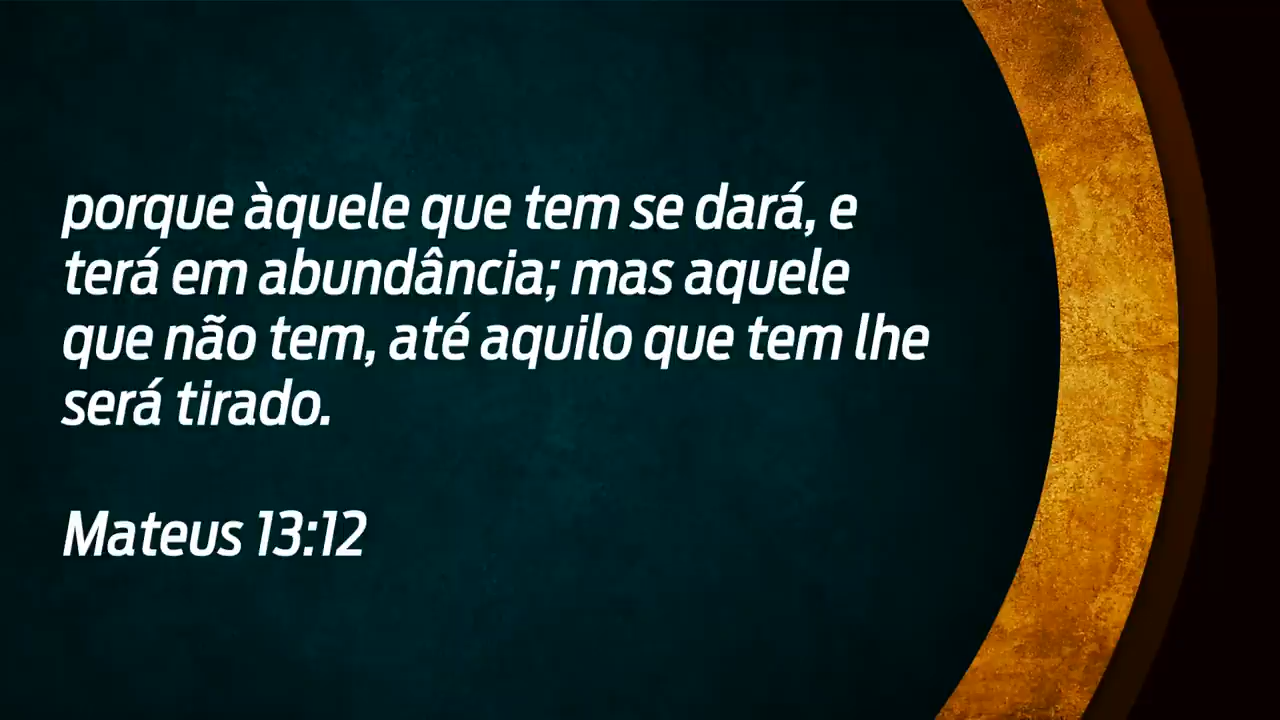 porque àquele que tem se dará, e
terá em abundância; mas aquele
que não tem, até aquilo que tem lhe
será tirado.
Mateus 13:12